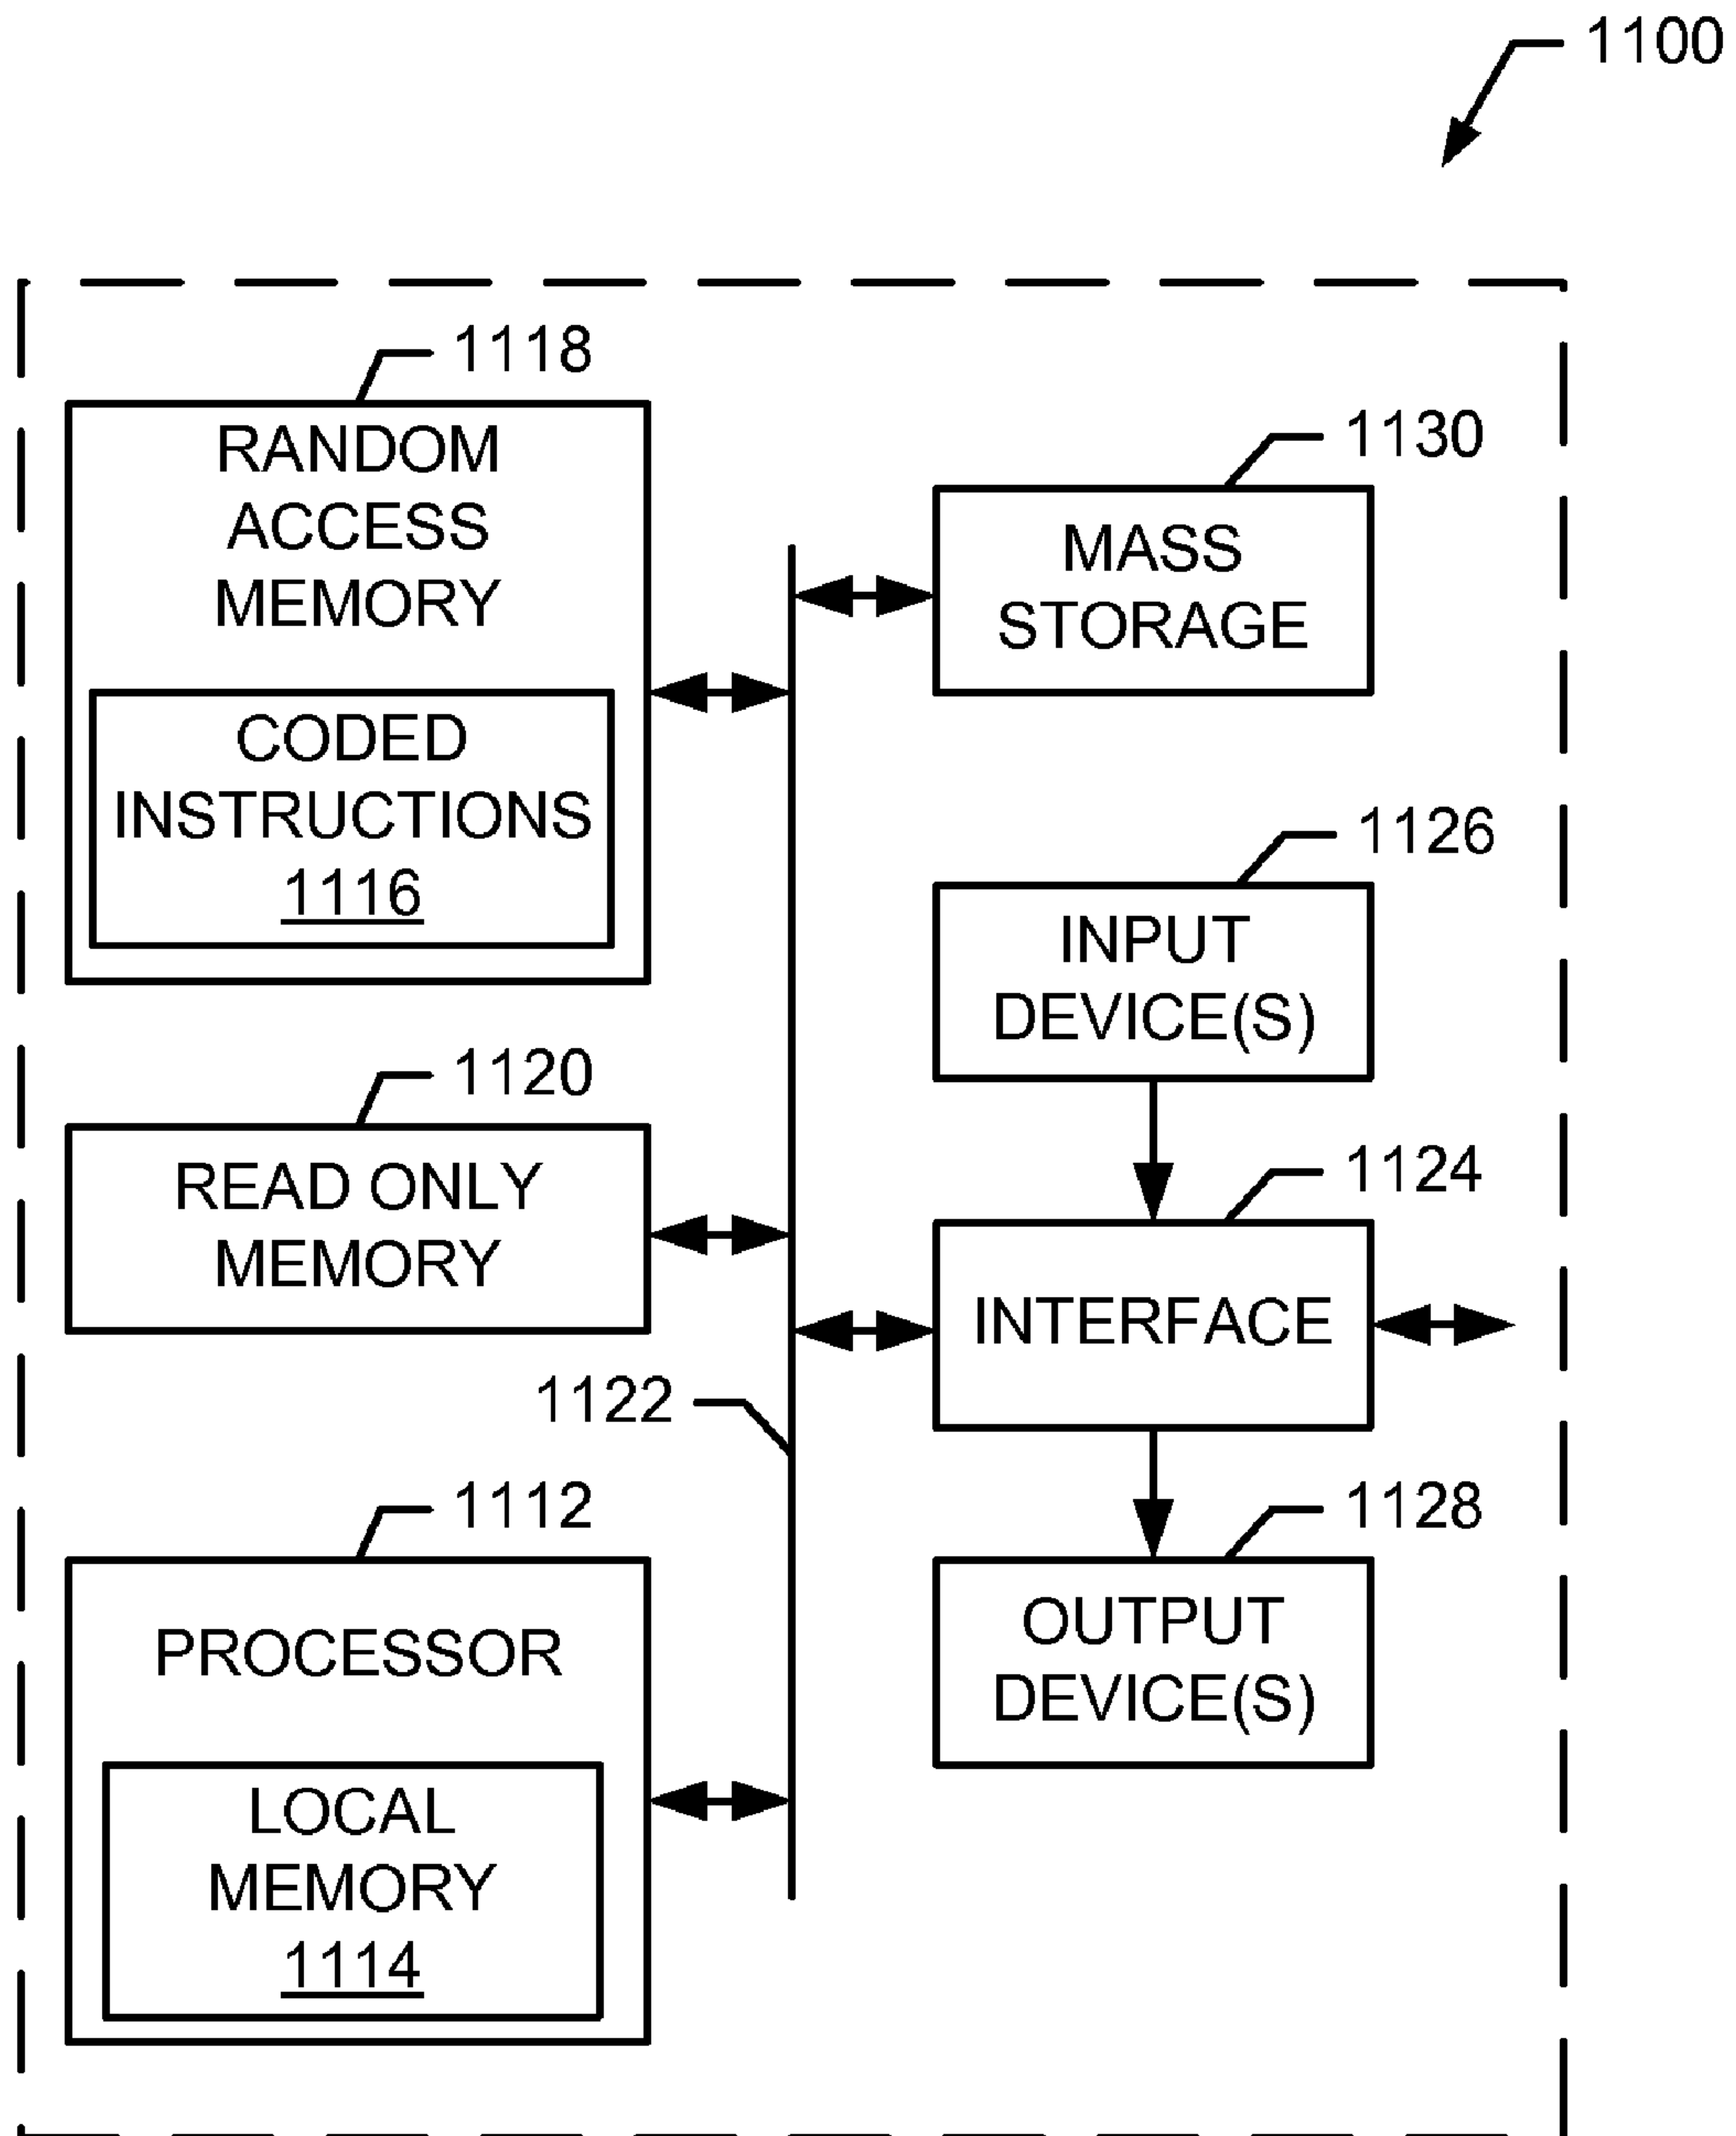 1100
1118
RANDOM
ACCESS
MEMORY
CODED
INSTRUCTIONS
1116
1130
MASS
STORAGE
1126
INPUT
DEVICE(S)
1120
READ ONLY
MEMORY
1124
INTERFACE
1122
1112
PROCESSOR
LOCAL
MEMORY
1114
1128
OUTPUT
DEVICE(S)